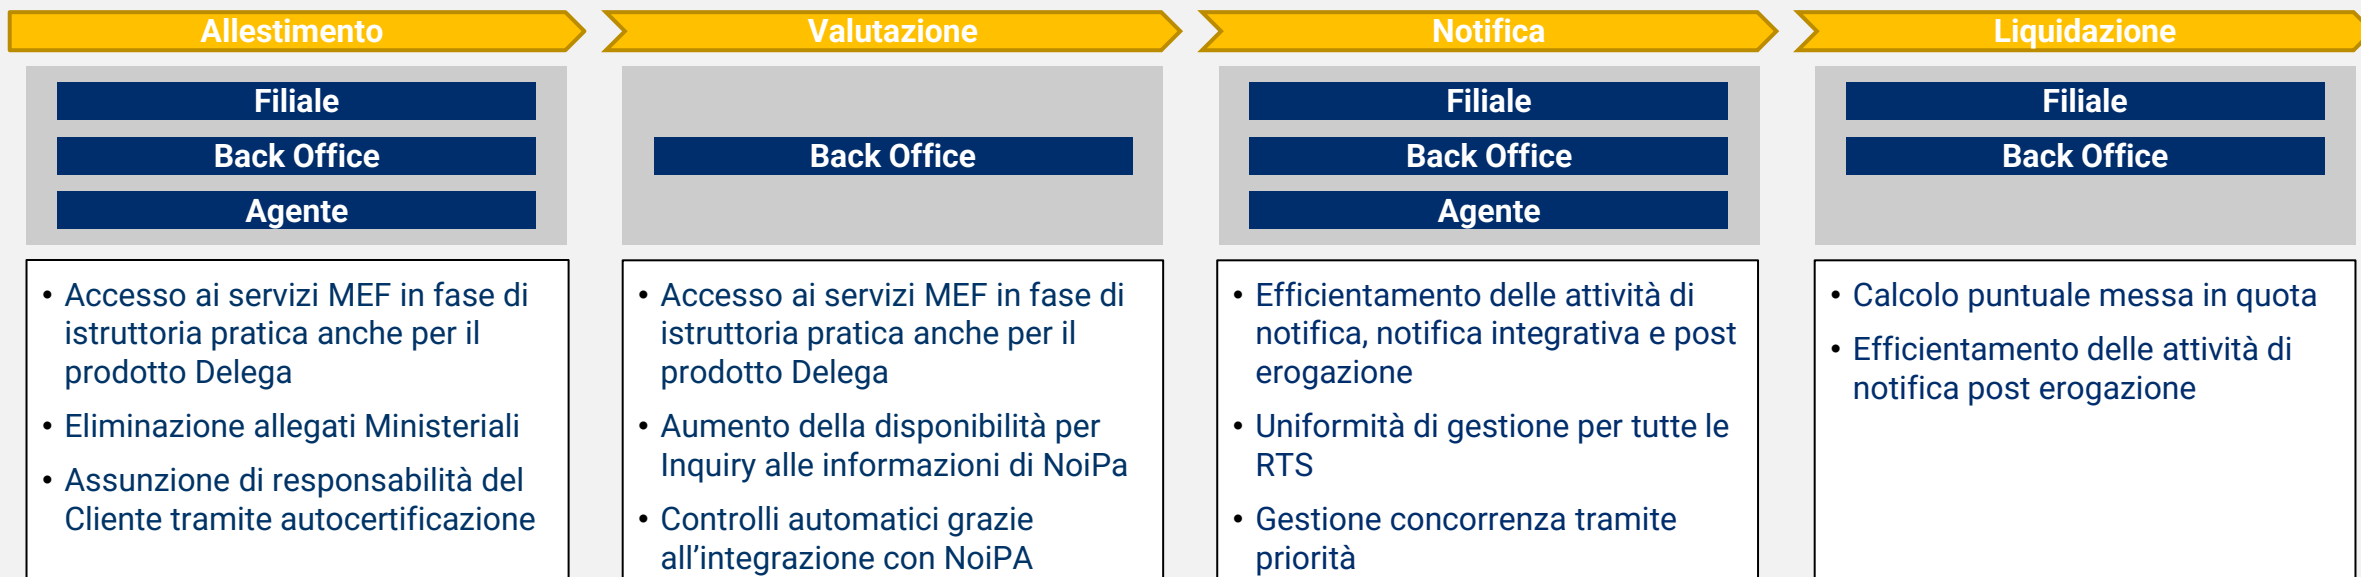 Allestimento
Valutazione
Notifica
Liquidazione
Filiale
Back Office
Agente
Back Office
Filiale
Back Office
Agente
Filiale
Back Office
• Accesso ai servizi MEF in fase di
istruttoria pratica anche per il
prodotto Delega
• Eliminazione allegati Ministeriali
• Assunzione di responsabilità del
Cliente tramite autocertificazione
• Accesso ai servizi MEF in fase di
istruttoria pratica anche per il
prodotto Delega
• Aumento della disponibilità per
Inquiry alle informazioni di NoiPa
• Controlli automatici grazie
all'integrazione con NoiPA
• Efficientamento delle attività di
notifica, notifica integrativa e post
erogazione
• Uniformità di gestione per tutte le
RTS
• Gestione concorrenza tramite
priorità
• Calcolo puntuale messa in quota
• Efficientamento delle attività di
notifica post erogazione